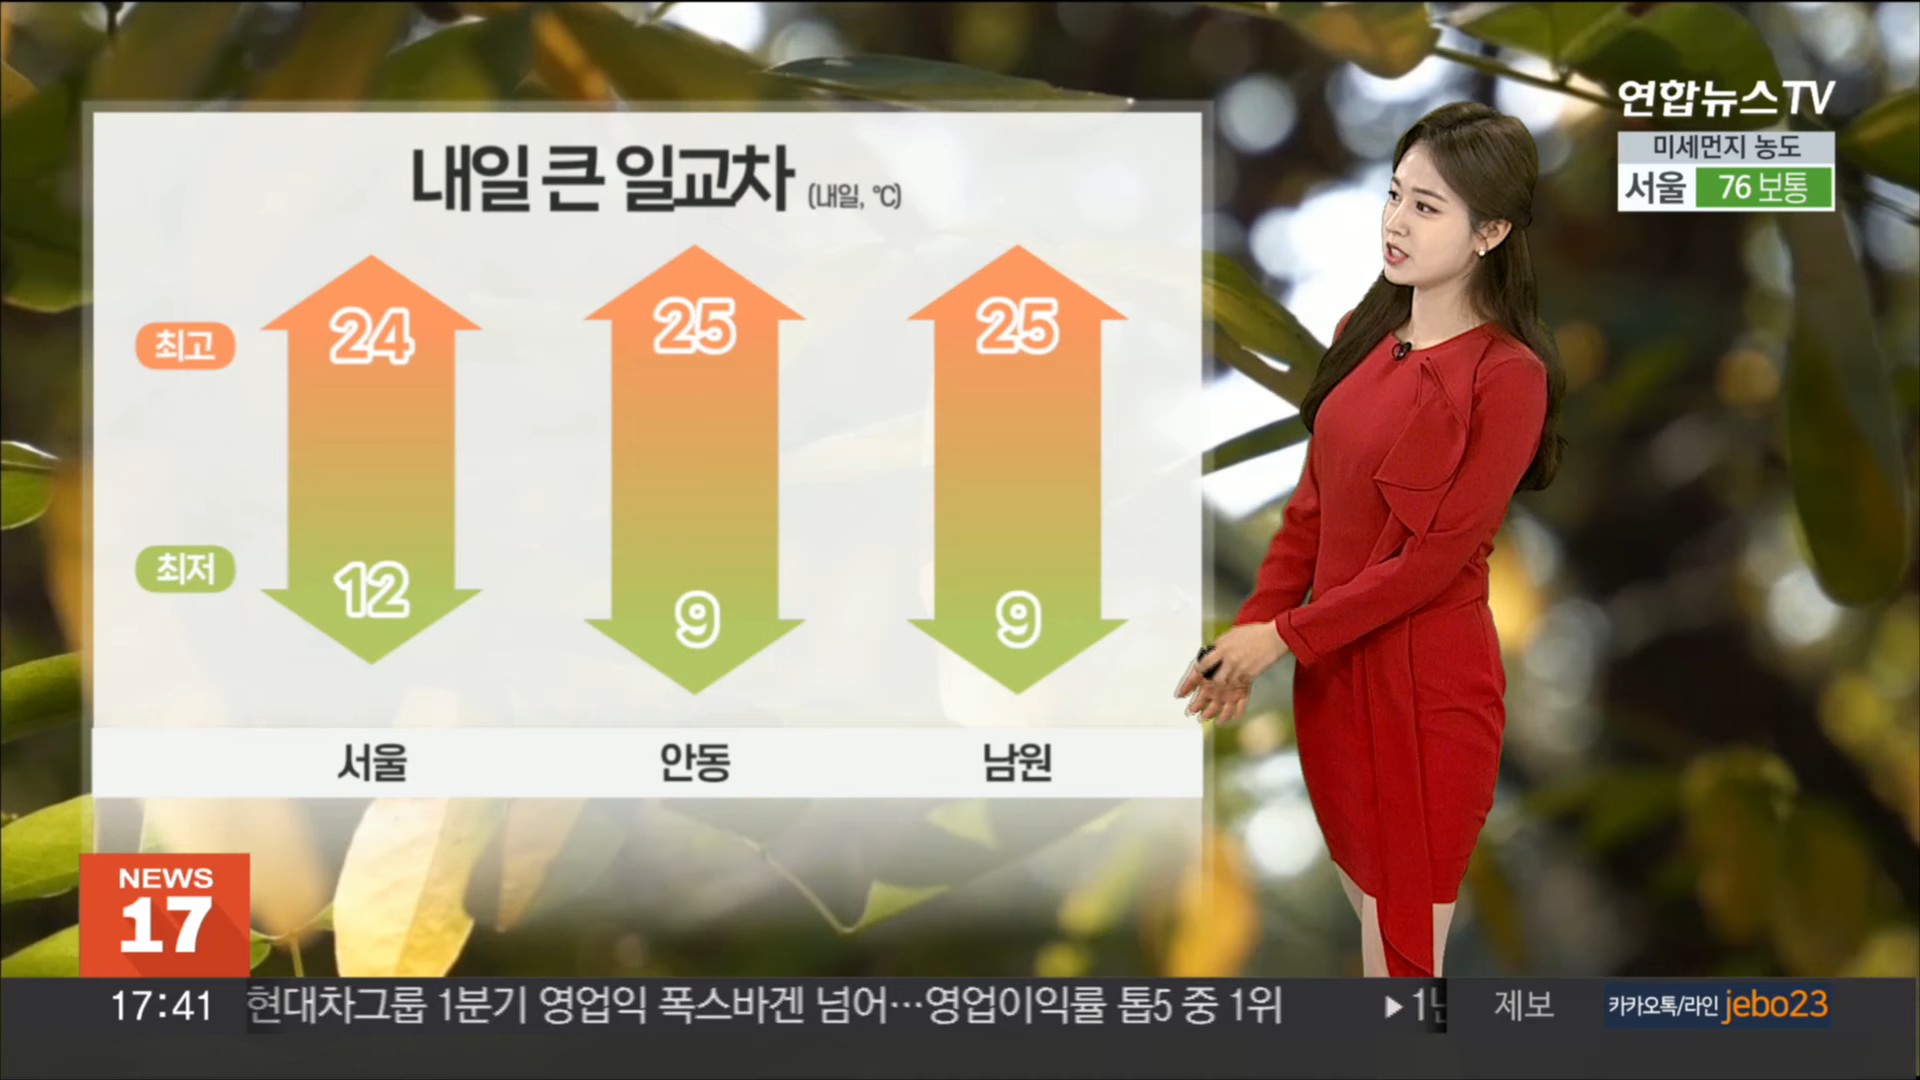 연합뉴스TV
미세먼지 농도
서울 76 보통
내일 큰 일교차 (내일, ℃)
최고 24 25 25
최저 12 9 9
서울 안동 남원
NEWS
17
17:41 현대차그룹 1분기 영업익 폭스바겐 넘어…영업이익률 톱5 중 1위 ▶1 제보 카카오톡/라인 jebo23